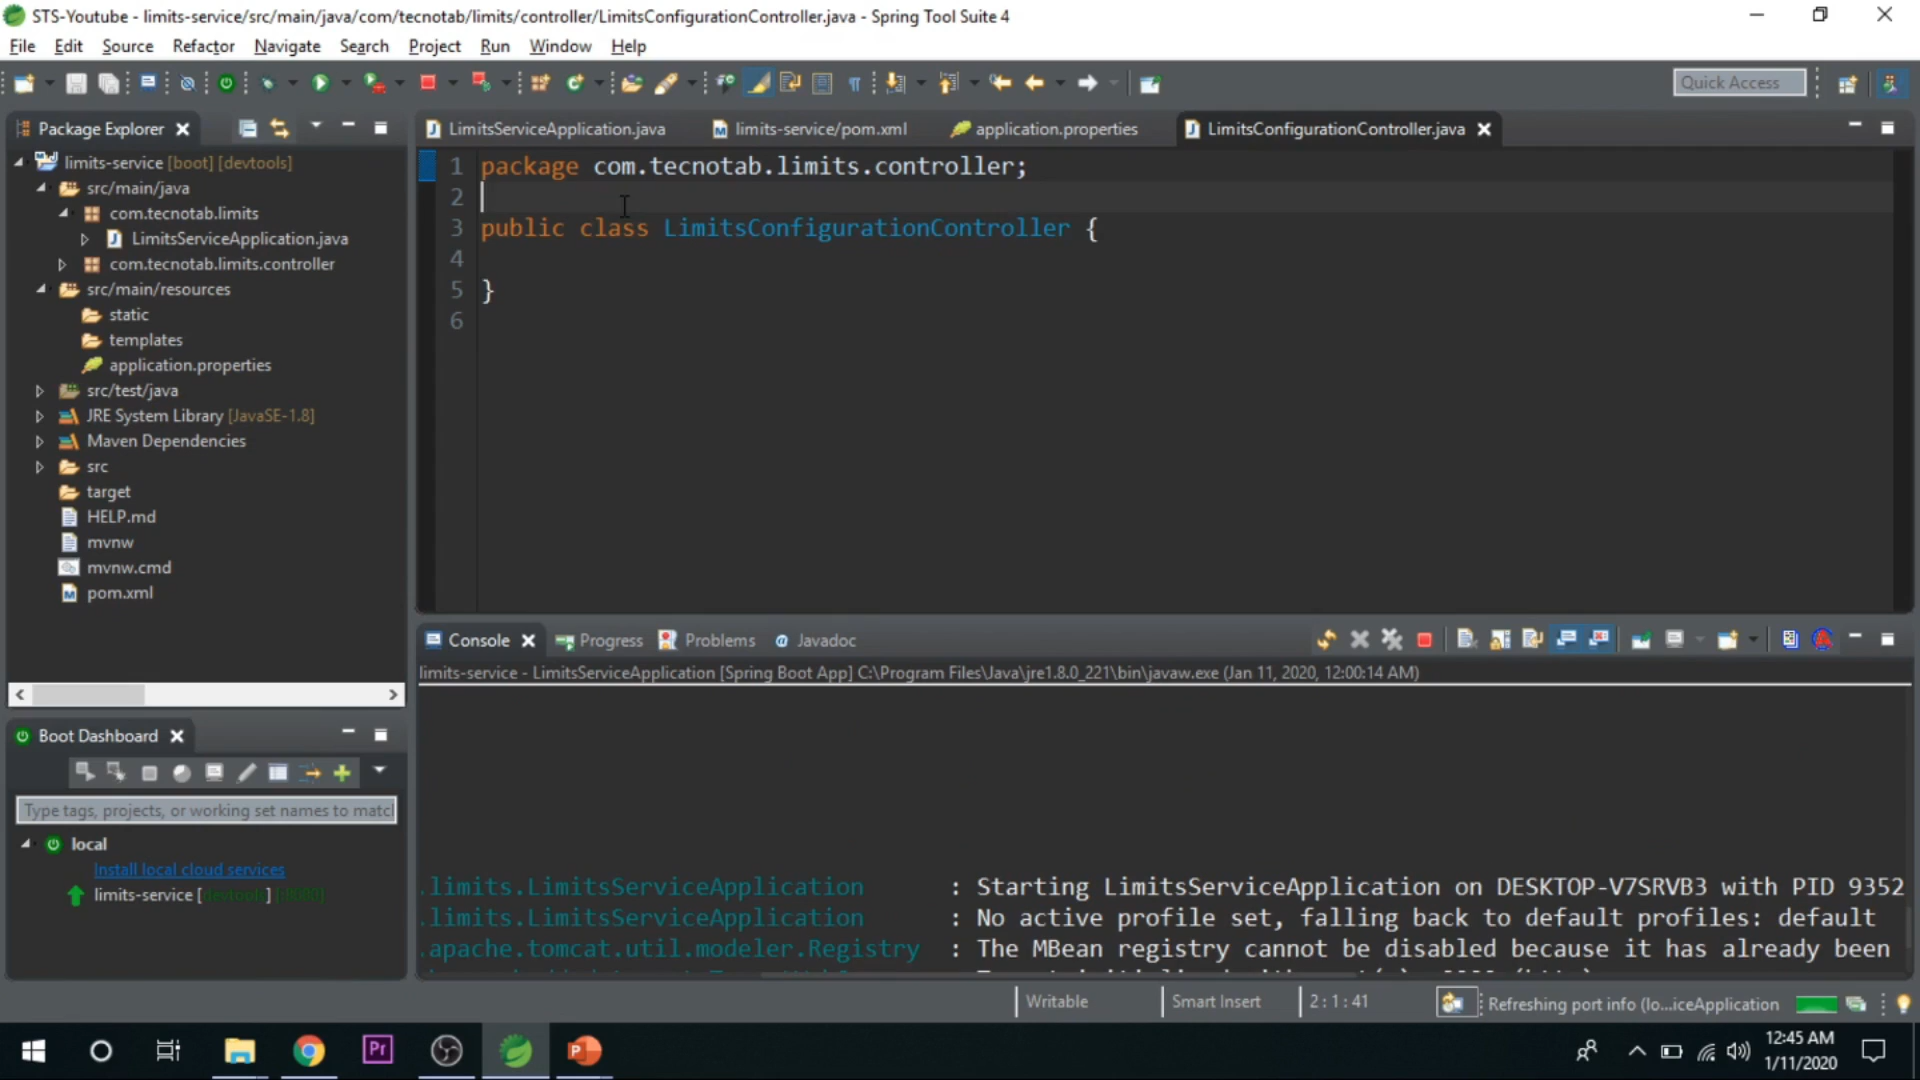 STS-Youtube - limits-service/src/main/java/com/tecnotab/limits/controller/LimitsConfigurationController.java - Spring Tool Suite 4
File Edit Source Refactor Navigate Search Project Run Window Help
Quick Access
Package Explorer
limits-service [boot] [devtools]
src/main/java
com.tecnotab.limits
LimitsServiceApplication.java
com.tecnotab.limits.controller
src/main/resources
static
templates
application.properties
src/test/java
JRE System Library [JavaSE-1.8]
Maven Dependencies
src
target
HELP.md
mvnw
mvnw.cmd
pom.xml
LimitsServiceApplication.java limits-service/pom.xml application.properties LimitsConfigurationController.java
1 package com.tecnotab.limits.controller;
2
3 public class LimitsConfigurationController {
4
5 }
6
Boot Dashboard
Type tags, projects, or working set names to matcl
local
Install local cloud services
limits-service [devtools] [:8080]
Console Progress Problems @ Javadoc
limits-service - LimitsServiceApplication [Spring Boot App] C:\Program Files\Java\jre1.8.0_221\bin\javaw.exe (Jan 11, 2020, 12:00:14 AM)
.limits.LimitsServiceApplication : Starting LimitsServiceApplication on DESKTOP-V7SRVB3 with PID 9352
.limits.LimitsServiceApplication : No active profile set, falling back to default profiles: default
.apache.tomcat.util.modeler.Registry : The MBean registry cannot be disabled because it has already been
Writable Smart Insert 2 : 1 : 41 Refreshing port info (lo...iceApplication
Pr
P
12:45 AM
1/11/2020